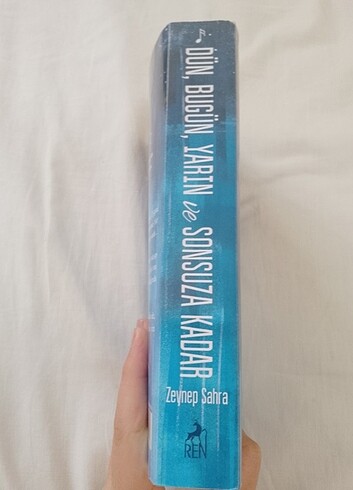 DÜN, BUGÜN, YARIN ve SONSUZA KADAR
Zeynep Sahra
REN